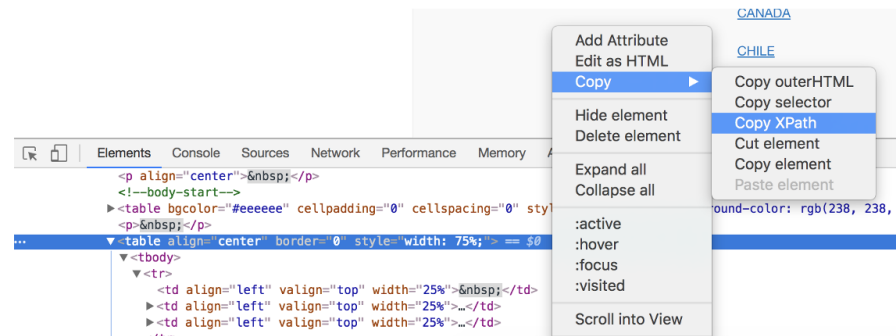 CANADA
CHILE
Add Attribute
Edit as HTML
Copy
Hide element
Delete element
Expand all
Collapse all
:active
:hover
:focus
:visited
Scroll into View
Copy outerHTML
Copy selector
Copy XPath
Cut element
Copy element
Paste element
Elements Console Sources Network Performance Memory
<p align="center">&nbsp;</p>
<!--body-start-->
▶<table bgcolor="#eeeeee" cellpadding="0" cellspacing="0" sty round-color: rgb(238, 238,
<p>&nbsp;</p>
… ▼<table align="center" border="0" style="width: 75%;"> == $0
▼<tbody>
▼<tr>
<td align="left" valign="top" width="25%">&nbsp;</td>
▶<td align="left" valign="top" width="25%">…</td>
▶<td align="left" valign="top" width="25%">…</td>